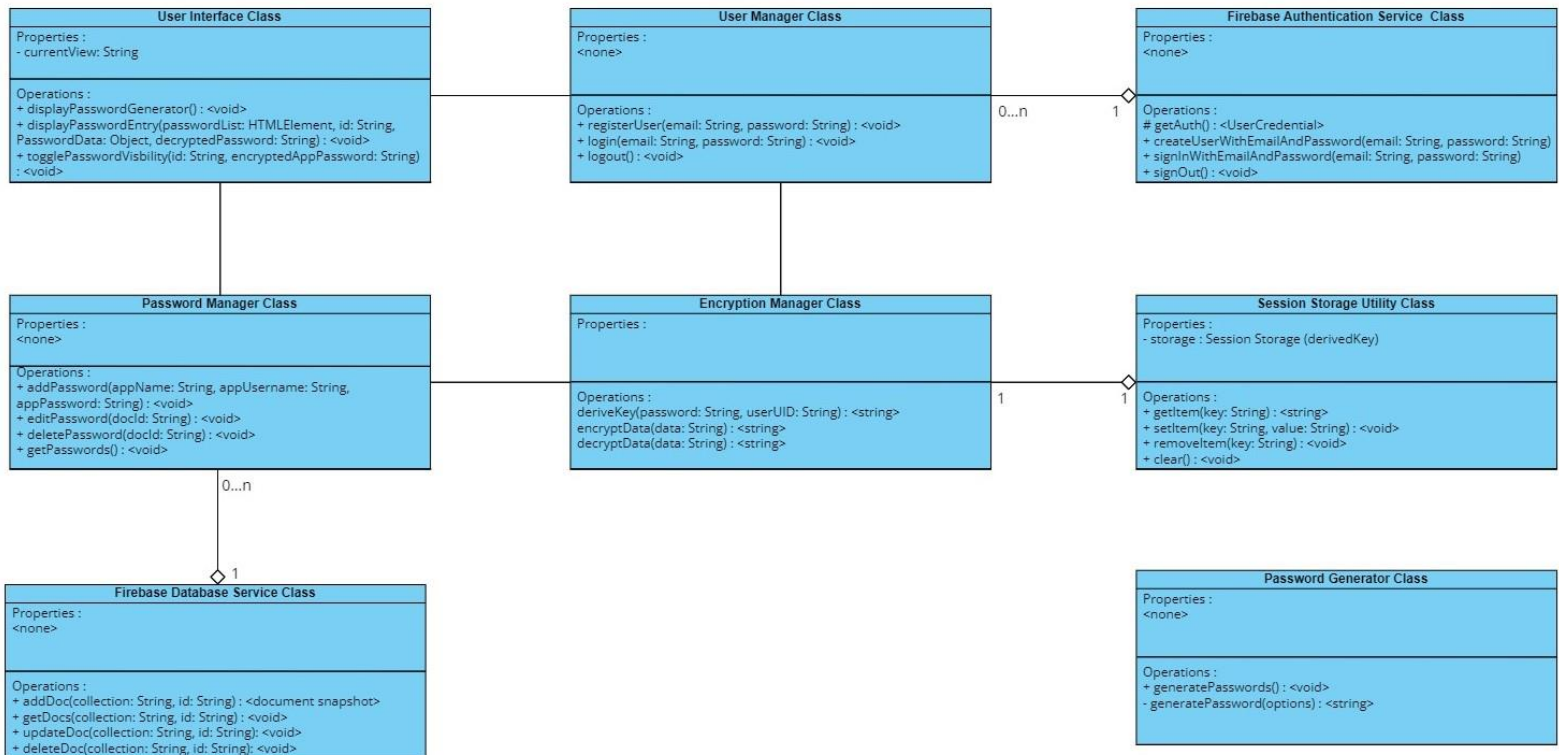 User Interface Class
Properties :
- currentView: String
Operations :
+ displayPasswordGenerator() : <void>
+ displayPasswordEntry(passwordList: HTMLElement, id: String,
PasswordData: Object, decryptedPassword: String) : <void>
+ togglePasswordVisbility(id: String, encryptedAppPassword: String)
: <void>
User Manager Class
Properties :
<none>
Operations :
+ registerUser(email: String, password: String) : <void>
+ login(email: String, password: String) : <void>
+ logout() : <void>
0...n
1
Firebase Authentication Service Class
Properties :
<none>
Operations :
# getAuth() : <UserCredential>
+ createUserWithEmailAndPassword(email: String, password: String)
+ signInWithEmailAndPassword(email: String, password: String)
+ signOut() : <void>
Password Manager Class
Properties :
<none>
Operations :
+ addPassword(appName: String, appUsername: String,
appPassword: String) : <void>
+ editPassword(docId: String) : <void>
+ deletePassword(docId: String) : <void>
+ getPasswords() : <void>
Encryption Manager Class
Properties :
Operations :
deriveKey(password: String, userUID: String) : <string>
encryptData(data: String) : <string>
decryptData(data: String) : <string>
1
1
Session Storage Utility Class
Properties :
- storage : Session Storage (derivedKey)
Operations :
+ getItem(key: String) : <string>
+ setItem(key: String, value: String) : <void>
+ removeItem(key: String) : <void>
+ clear() : <void>
0...n
1
Firebase Database Service Class
Properties :
<none>
Operations :
+ addDoc(collection: String, id: String) : <document snapshot>
+ getDocs(collection: String, id: String) : <void>
+ updateDoc(collection: String, id: String): <void>
+ deleteDoc(collection: String, id: String): <void>
Password Generator Class
Properties :
<none>
Operations :
+ generatePasswords() : <void>
- generatePassword(options) : <string>